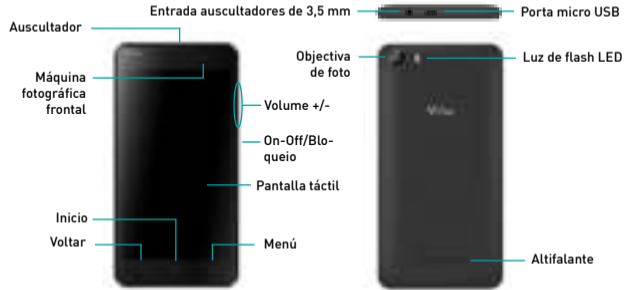 Entrada auscultadores de 3,5 mm
Porta micro USB
Auscultador
Máquina
fotográfica
frontal
Volume +/-
On-Off/Blo-
queio
Pantalla táctil
Inicio
Voltar
Menú
Objectiva
de foto
Luz de flash LED
Altifalante